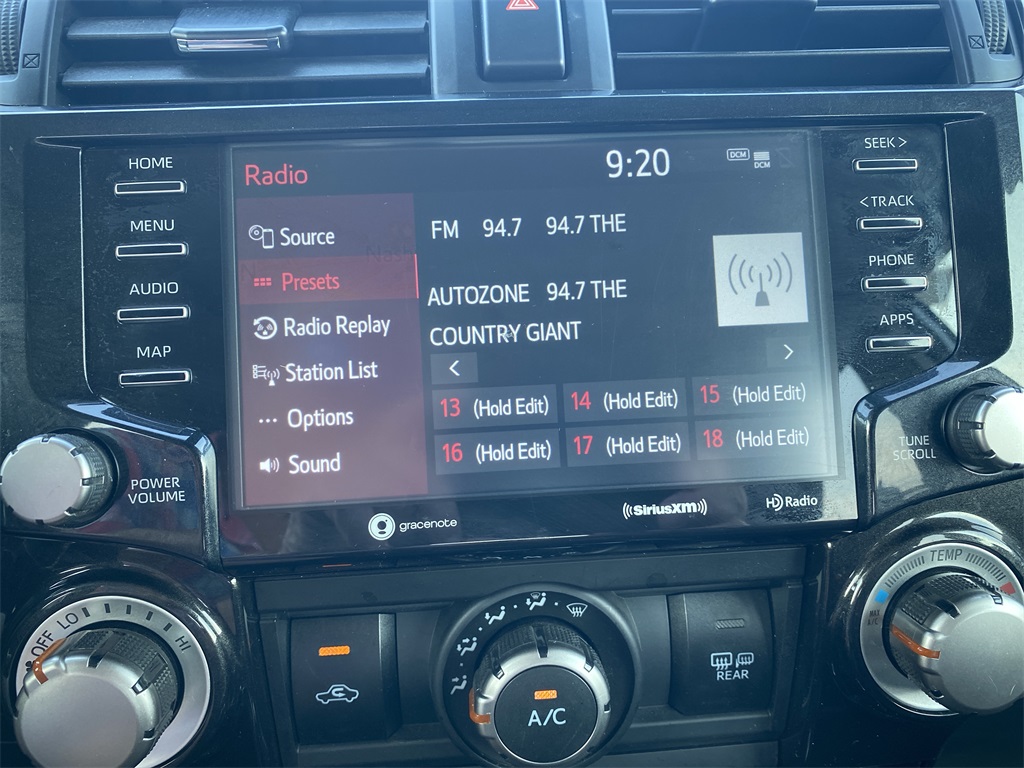 HOME
MENU
AUDIO
MAP
POWER
VOLUME
Radio
9:20
DCM
DCM
Source
Presets
Radio Replay
Station List
Options
Sound
FM 94.7 94.7 THE
AUTOZONE 94.7 THE
COUNTRY GIANT
<
>
13 (Hold Edit)
14 (Hold Edit)
15 (Hold Edit)
16 (Hold Edit)
17 (Hold Edit)
18 (Hold Edit)
SEEK >
< TRACK
PHONE
APPS
TUNE
SCROLL
gracenote
((SiriusXM))
HD Radio
OFF LO HI
A/C
REAR
TEMP
MAX
A/C